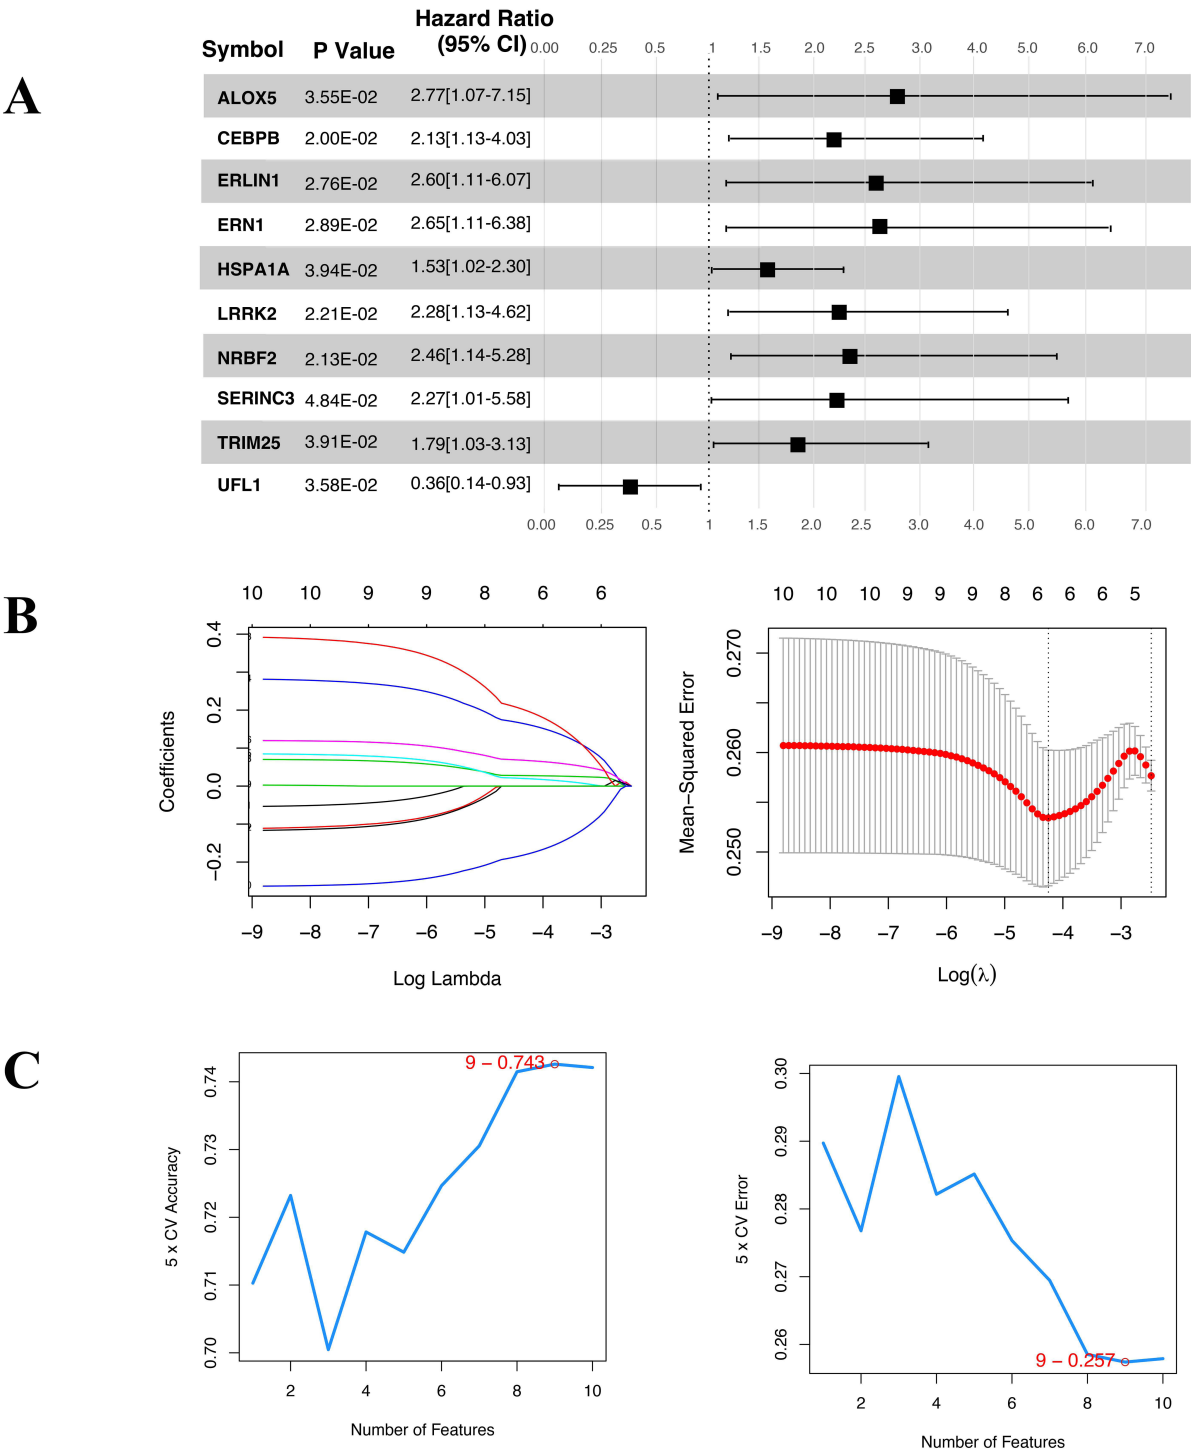 A
Symbol P Value Hazard Ratio (95% CI)
0.00 0.25 0.5 1 1.5 2.0 2.5 3.0 4.0 5.0 6.0 7.0
ALOX5 3.55E-02 2.77[1.07-7.15]
CEBPB 2.00E-02 2.13[1.13-4.03]
ERLIN1 2.76E-02 2.60[1.11-6.07]
ERN1 2.89E-02 2.65[1.11-6.38]
HSPA1A 3.94E-02 1.53[1.02-2.30]
LRRK2 2.21E-02 2.28[1.13-4.62]
NRBF2 2.13E-02 2.46[1.14-5.28]
SERINC3 4.84E-02 2.27[1.01-5.58]
TRIM25 3.91E-02 1.79[1.03-3.13]
UFL1 3.58E-02 0.36[0.14-0.93]
0.00 0.25 0.5 1 1.5 2.0 2.5 3.0 4.0 5.0 6.0 7.0
B
10 10 9 9 8 6 6
Coefficients
0.4
0.2
0.0
−0.2
−9 −8 −7 −6 −5 −4 −3
Log Lambda
10 10 10 9 9 9 8 6 6 6 5
Mean−Squared Error
0.270
0.260
0.250
−9 −8 −7 −6 −5 −4 −3
Log(λ)
C
5 x CV Accuracy
0.74
0.73
0.72
0.71
0.70
9 − 0.743
2 4 6 8 10
Number of Features
5 x CV Error
0.30
0.29
0.28
0.27
0.26
9 − 0.257
2 4 6 8 10
Number of Features